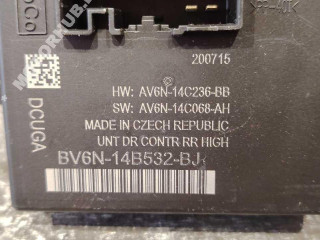 200715
HW: AV6N-14C236-BB
SW: AV6N-14C068-AH
MADE IN CZECH REPUBLIC
UNT DR CONTR RR HIGH
BV6N-14B532-BJ
DCUGA